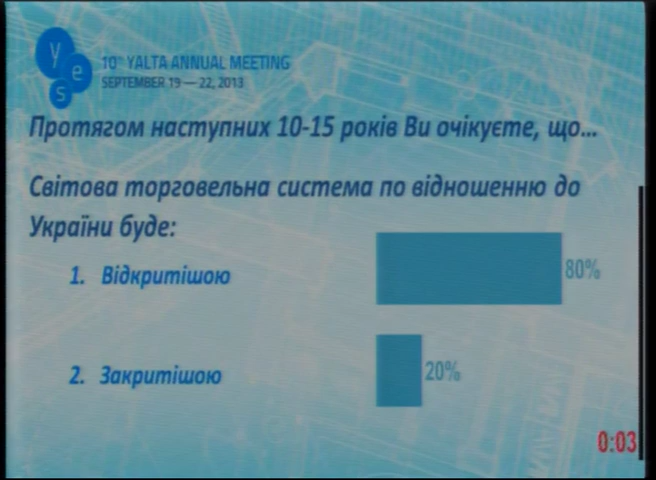 Yes
10th YALTA ANNUAL MEETING
SEPTEMBER 19 — 22, 2013
Протягом наступних 10-15 років Ви очікуєте, що...
Світова торговельна система по відношенню до
України буде:
1. Відкритішою
80%
2. Закритішою
20%
0:03